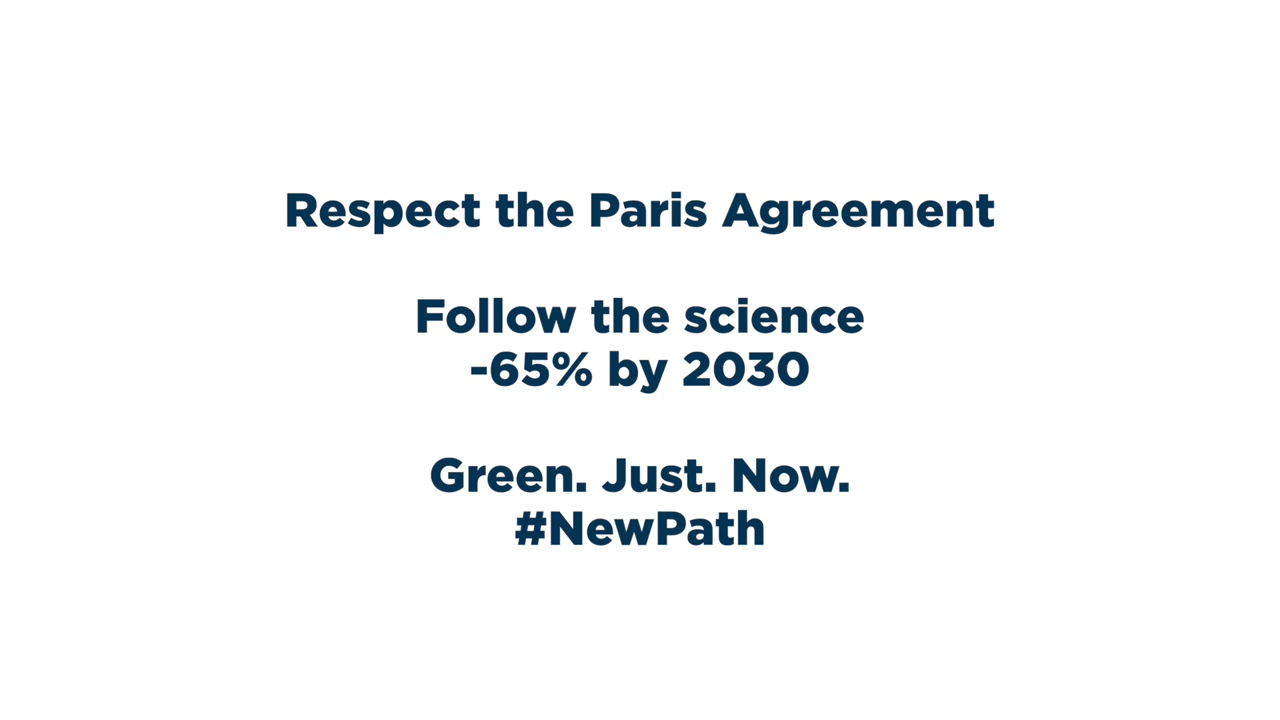 Respect the Paris Agreement
Follow the science
-65% by 2030
Green. Just. Now.
#NewPath